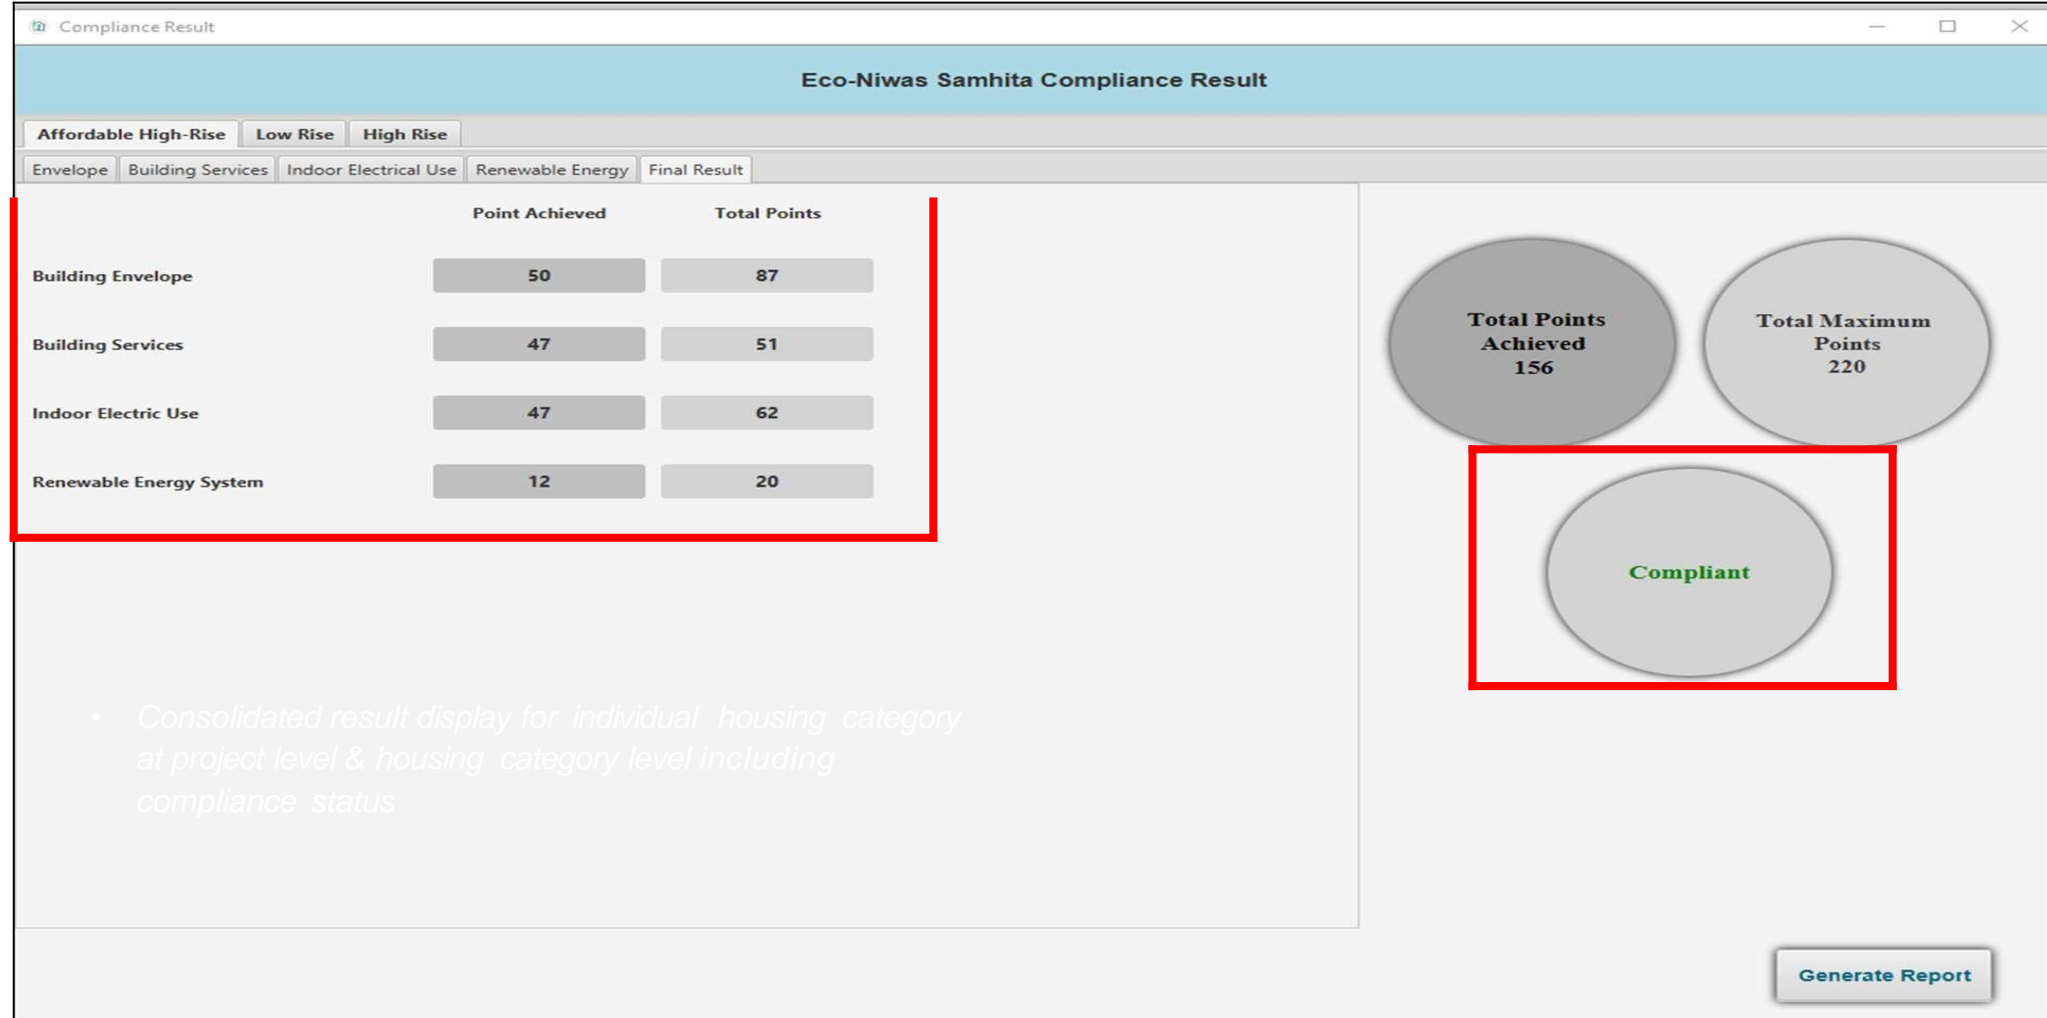 Compliance Result
Eco-Niwas Samhita Compliance Result
Affordable High-Rise Low Rise High Rise
Envelope Building Services Indoor Electrical Use Renewable Energy Final Result
Point Achieved Total Points
Building Envelope 50 87
Building Services 47 51
Indoor Electric Use 47 62
Renewable Energy System 12 20
Total Points
Achieved
156
Total Maximum
Points
220
Compliant
• Consolidated result display for individual housing category
at project level & housing category level including
compliance status
Generate Report